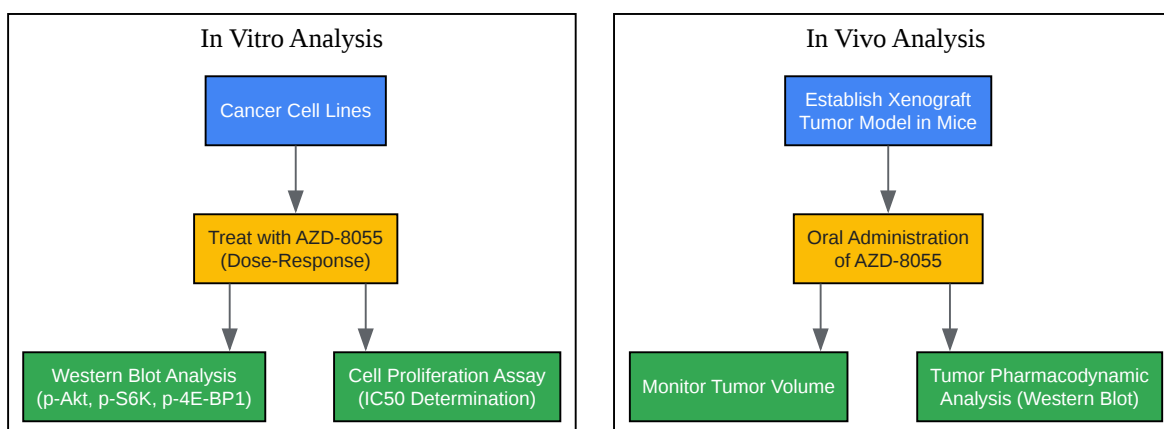 In Vitro Analysis
Cancer Cell Lines
Treat with AZD-8055
(Dose-Response)
Western Blot Analysis
(p-Akt, p-S6K, p-4E-BP1)
Cell Proliferation Assay
(IC50 Determination)
In Vivo Analysis
Establish Xenograft
Tumor Model in Mice
Oral Administration
of AZD-8055
Monitor Tumor Volume
Tumor Pharmacodynamic
Analysis (Western Blot)